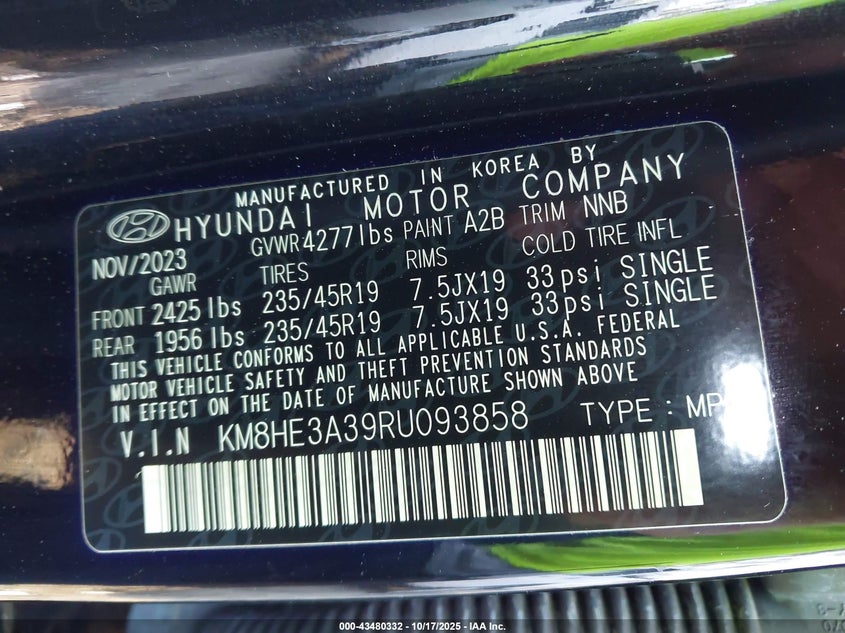 MANUFACTURED IN KOREA BY
HYUNDAI MOTOR COMPANY
NOV/2023 GVWR 4277 lbs PAINT A2B TRIM NNB
GAWR TIRES RIMS COLD TIRE INFL
FRONT 2425 lbs 235/45R19 7.5JX19 33 psi SINGLE
REAR 1956 lbs 235/45R19 7.5JX19 33 psi SINGLE
THIS VEHICLE CONFORMS TO ALL APPLICABLE U.S.A. FEDERAL
MOTOR VEHICLE SAFETY AND THEFT PREVENTION STANDARDS
IN EFFECT ON THE DATE OF MANUFACTURE SHOWN ABOVE
V.I.N KM8HE3A39RU093858 TYPE : MP
000-43480332 - 10/17/2025 - IAA Inc.